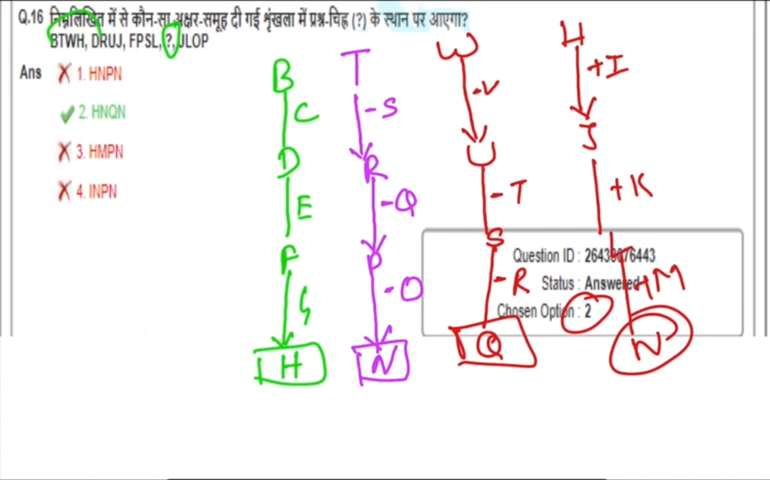 Q.16 निम्नलिखित में से कौन-सा अक्षर-समूह दी गई श्रृंखला में प्रश्न-चिह्न (?) के स्थान पर आएगा?
BTWH, DRUJ, FPSL, ?, JLOP
Ans 1. HNPN
2. HNQN
3. HMPN
4. INPN
Question ID : 26433076443
Status : Answered
Chosen Option : 2
B T W H
C -S -V +I
D R U J
E -Q -T +K
F P S
G -O -R +M
H N Q N